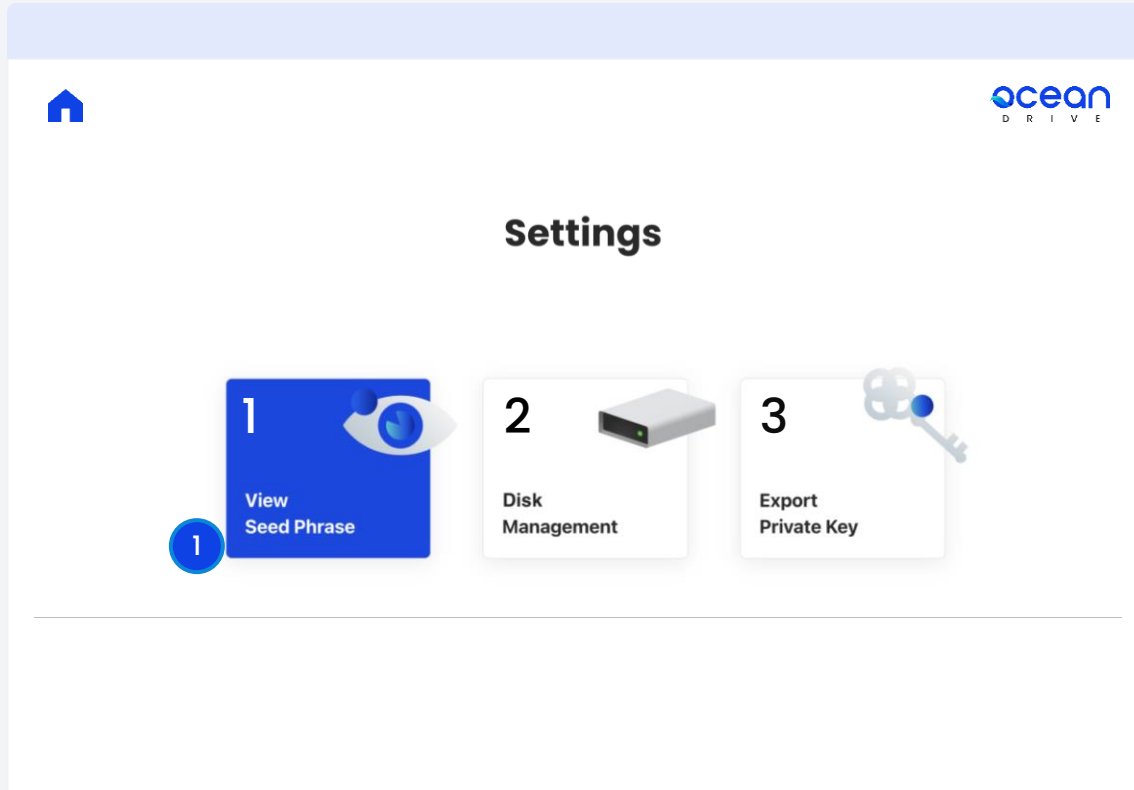 ocean
DRIVE
Settings
1
2
3
View
Seed Phrase
Disk
Management
Export
Private Key
1